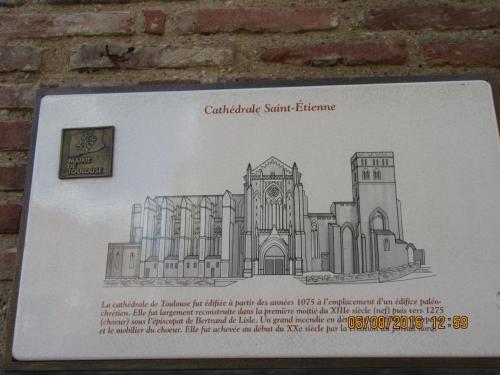 Cathédrale Saint-Étienne
MAIRIE
DE
TOULOUSE
La cathédrale de Toulouse fut édifiée à partir des années 1075 à l'emplacement d'un édifice paléo-
chrétien. Elle fut largement reconstruite dans la première moitié du XIIIe siècle (nef) puis vers 1275
(choeur) sous l'épiscopat de Bertrand de Lisle. Un grand incendie en
et le mobilier du choeur. Elle fut achevée au début du XXe siècle par la
08/08/2016 12:59